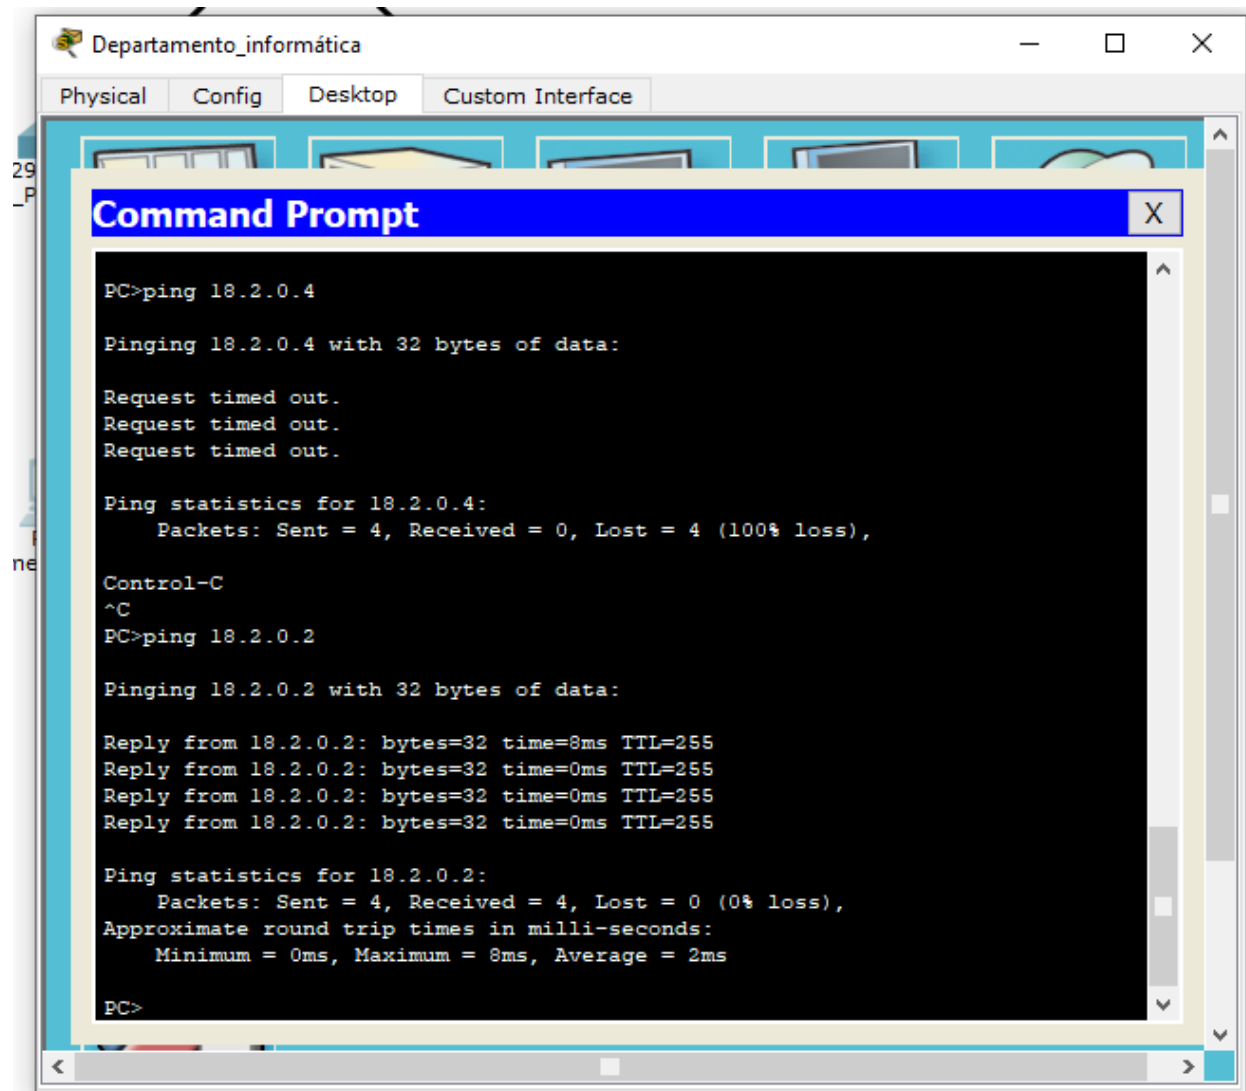 Departamento_informática
Physical Config Desktop Custom Interface
29
_P
Command Prompt X
PC>ping 18.2.0.4
Pinging 18.2.0.4 with 32 bytes of data:
Request timed out.
Request timed out.
Request timed out.
Ping statistics for 18.2.0.4:
Packets: Sent = 4, Received = 0, Lost = 4 (100% loss),
Control-C
^C
PC>ping 18.2.0.2
Pinging 18.2.0.2 with 32 bytes of data:
Reply from 18.2.0.2: bytes=32 time=8ms TTL=255
Reply from 18.2.0.2: bytes=32 time=0ms TTL=255
Reply from 18.2.0.2: bytes=32 time=0ms TTL=255
Reply from 18.2.0.2: bytes=32 time=0ms TTL=255
Ping statistics for 18.2.0.2:
Packets: Sent = 4, Received = 4, Lost = 0 (0% loss),
Approximate round trip times in milli-seconds:
Minimum = 0ms, Maximum = 8ms, Average = 2ms
PC>